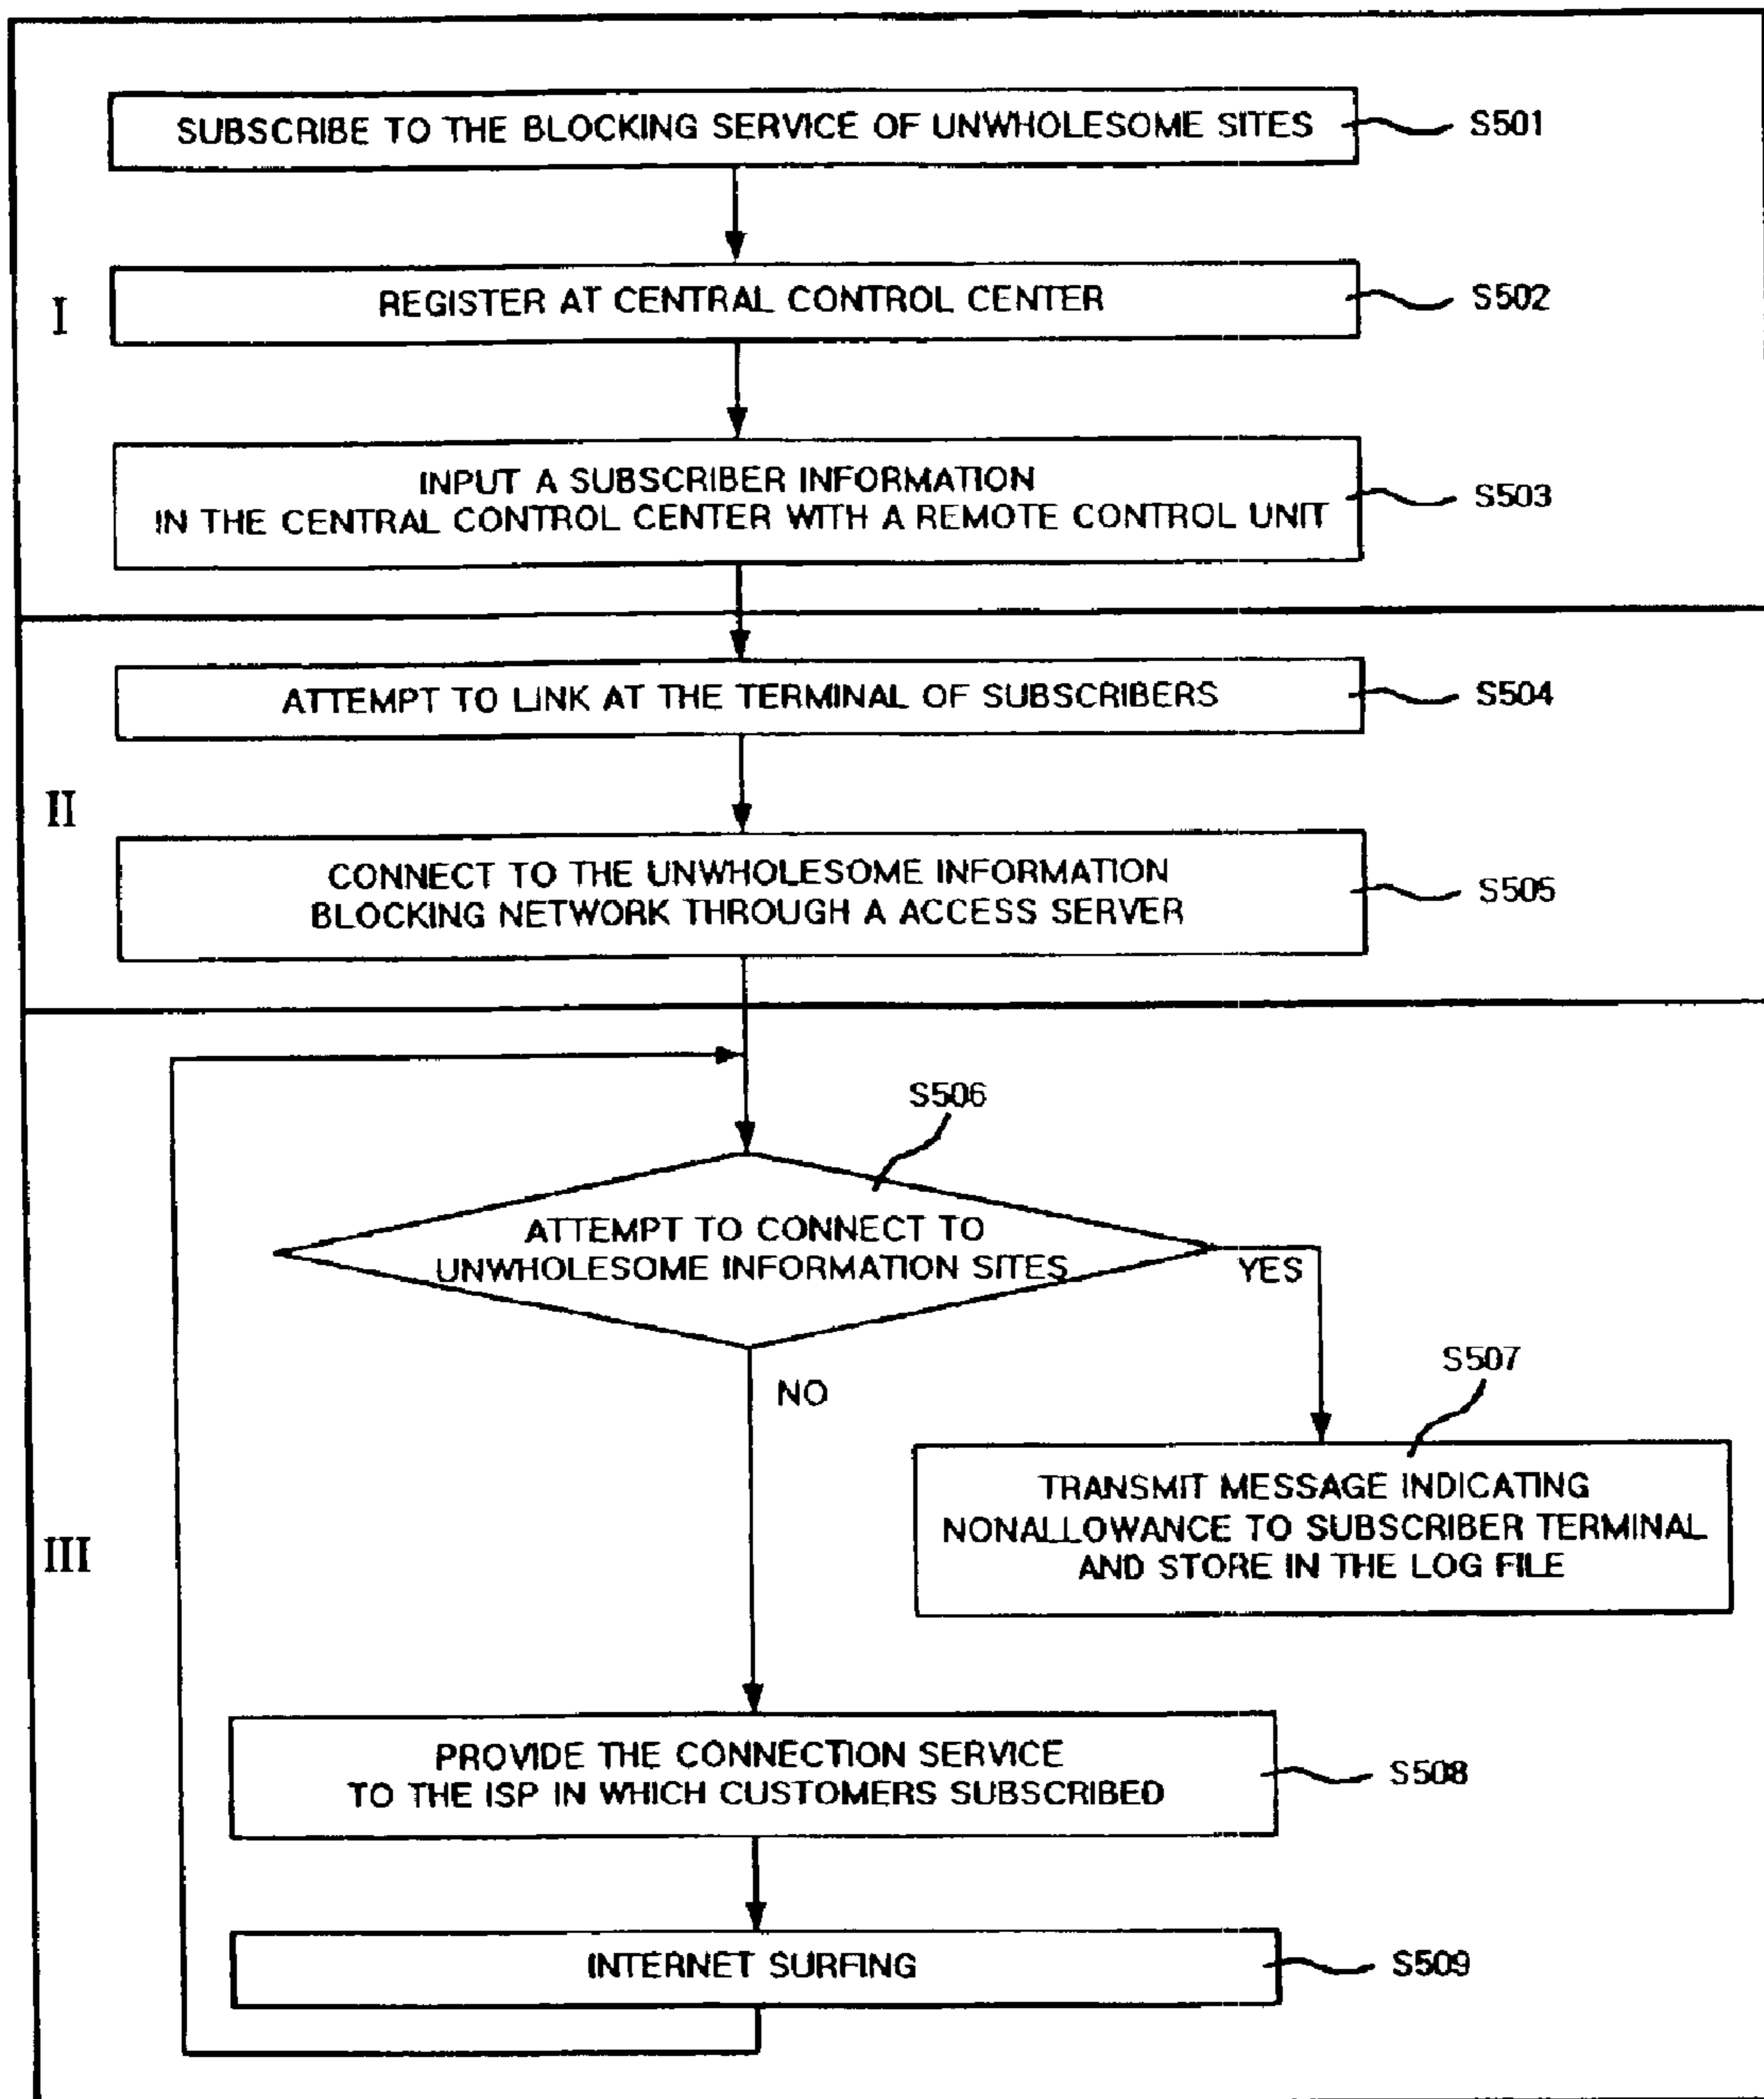 SUBSCRIBE TO THE BLOCKING SERVICE OF UNWHOLESOME SITES
S501
I
REGISTER AT CENTRAL CONTROL CENTER
S502
INPUT A SUBSCRIBER INFORMATION
IN THE CENTRAL CONTROL CENTER WITH A REMOTE CONTROL UNIT
S503
ATTEMPT TO LINK AT THE TERMINAL OF SUBSCRIBERS
S504
II
CONNECT TO THE UNWHOLESOME INFORMATION
BLOCKING NETWORK THROUGH A ACCESS SERVER
S505
S506
ATTEMPT TO CONNECT TO
UNWHOLESOME INFORMATION SITES
YES
NO
S507
TRANSMIT MESSAGE INDICATING
NONALLOWANCE TO SUBSCRIBER TERMINAL
AND STORE IN THE LOG FILE
III
PROVIDE THE CONNECTION SERVICE
TO THE ISP IN WHICH CUSTOMERS SUBSCRIBED
S508
INTERNET SURFING
S509